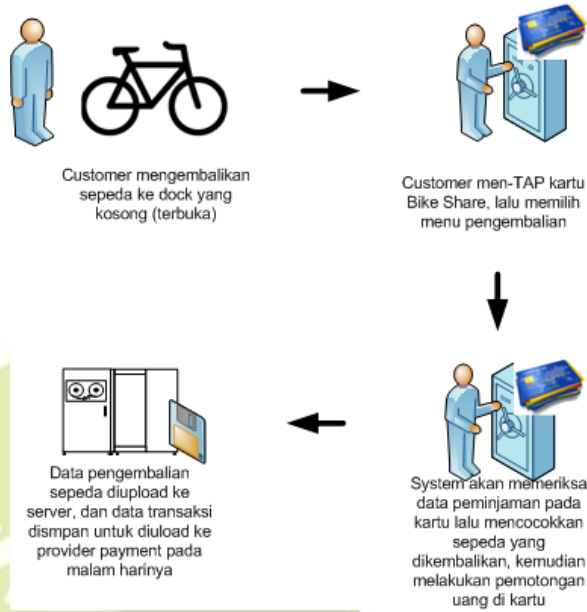 Customer mengembalikan
sepeda ke dock yang
kosong (terbuka)
Customer men-TAP kartu
Bike Share, lalu memilih
menu pengembalian
System akan memeriksa
data peminjaman pada
kartu lalu mencocokkan
sepeda yang
dikembalikan, kemudian
melakukan pemotongan
uang di kartu
Data pengembalian
sepeda diupload ke
server, dan data transaksi
dismpan untuk diuload ke
provider payment pada
malam harinya